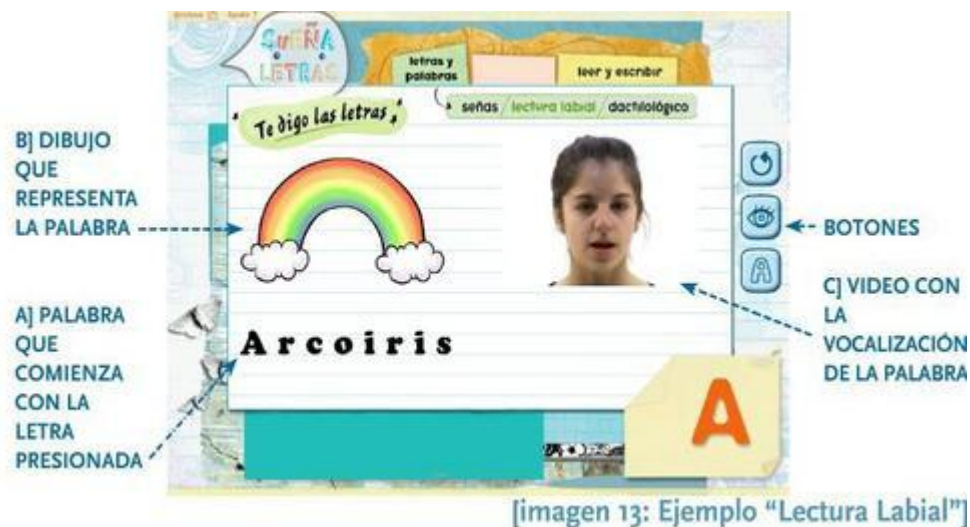 SUEÑA
LETRAS
letras y
palabras
leer y escribir
señas / lectura labial / dactilológico
Te digo las letras
B] DIBUJO
QUE
REPRESENTA
LA PALABRA
BOTONES
A
C] VIDEO CON
LA
VOCALIZACIÓN
DE LA PALABRA
A] PALABRA
QUE
COMIENZA
CON LA
LETRA
PRESIONADA
Arcoiris
A
[imagen 13: Ejemplo "Lectura Labial"]